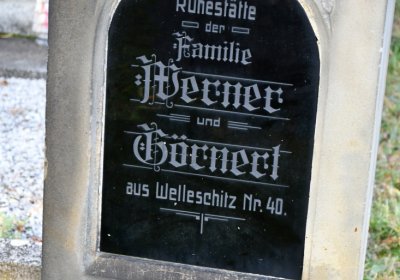 Ruhestätte
der
Familie
Werner
und
Görnert
aus Welleschitz Nr. 40.